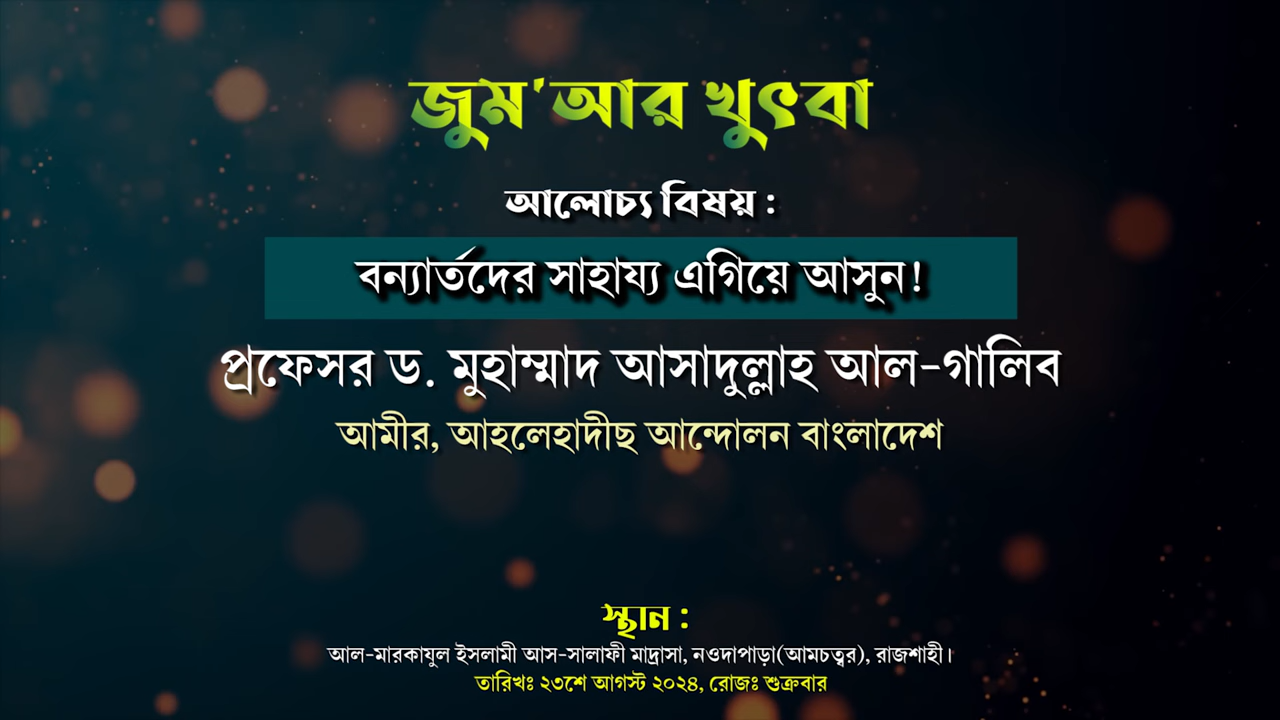 জুম'আর খুৎবা
আলোচ্য বিষয় :
বন্যার্তদের সাহায্য এগিয়ে আসুন!
প্রফেসর ড. মুহাম্মাদ আসাদুল্লাহ আল-গালিব
আমীর, আহলেহাদীছ আন্দোলন বাংলাদেশ
স্থান :
আল-মারকাযুল ইসলামী আস-সালাফী মাদ্রাসা, নওদাপাড়া(আমচত্বর), রাজশাহী।
তারিখঃ ২৩শে আগস্ট ২০২৪, রোজঃ শুক্রবার